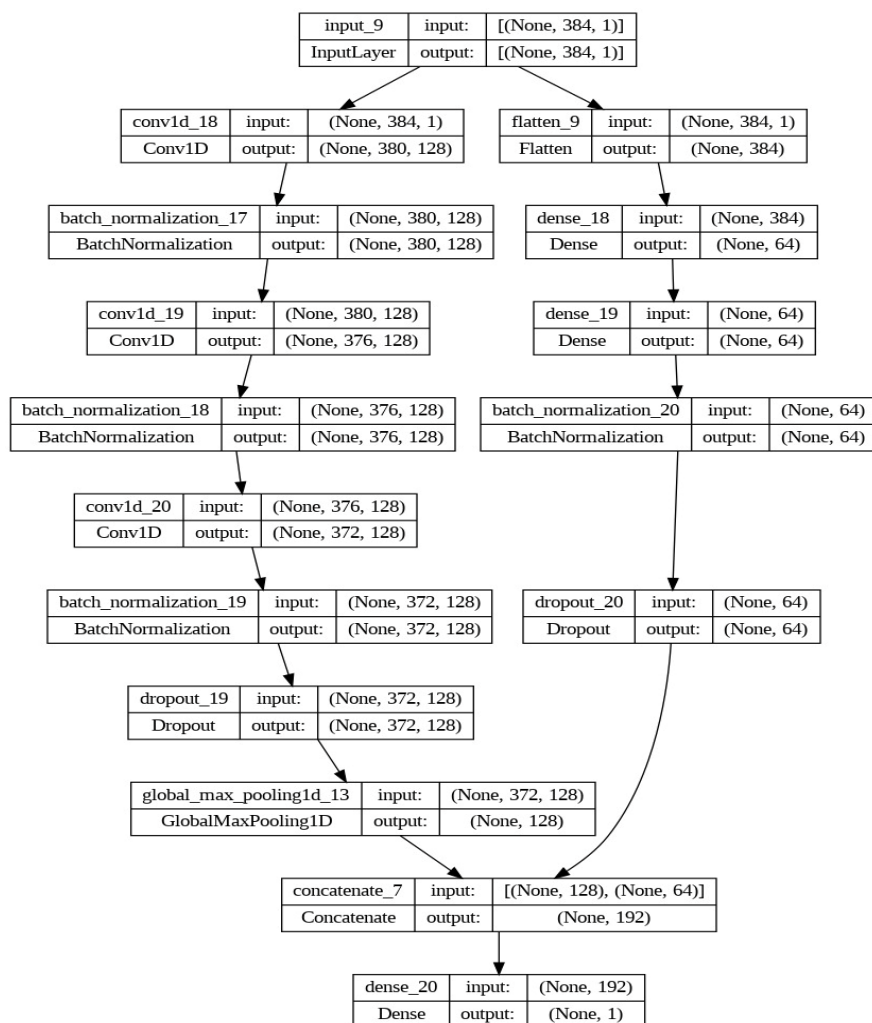 input_9 input: [(None, 384, 1)]
InputLayer output: [(None, 384, 1)]
conv1d_18 input: (None, 384, 1)
Conv1D output: (None, 380, 128)
flatten_9 input: (None, 384, 1)
Flatten output: (None, 384)
batch_normalization_17 input: (None, 380, 128)
BatchNormalization output: (None, 380, 128)
dense_18 input: (None, 384)
Dense output: (None, 64)
conv1d_19 input: (None, 380, 128)
Conv1D output: (None, 376, 128)
dense_19 input: (None, 64)
Dense output: (None, 64)
batch_normalization_18 input: (None, 376, 128)
BatchNormalization output: (None, 376, 128)
batch_normalization_20 input: (None, 64)
BatchNormalization output: (None, 64)
conv1d_20 input: (None, 376, 128)
Conv1D output: (None, 372, 128)
batch_normalization_19 input: (None, 372, 128)
BatchNormalization output: (None, 372, 128)
dropout_20 input: (None, 64)
Dropout output: (None, 64)
dropout_19 input: (None, 372, 128)
Dropout output: (None, 372, 128)
global_max_pooling1d_13 input: (None, 372, 128)
GlobalMaxPooling1D output: (None, 128)
concatenate_7 input: [(None, 128), (None, 64)]
Concatenate output: (None, 192)
dense_20 input: (None, 192)
Dense output: (None, 1)